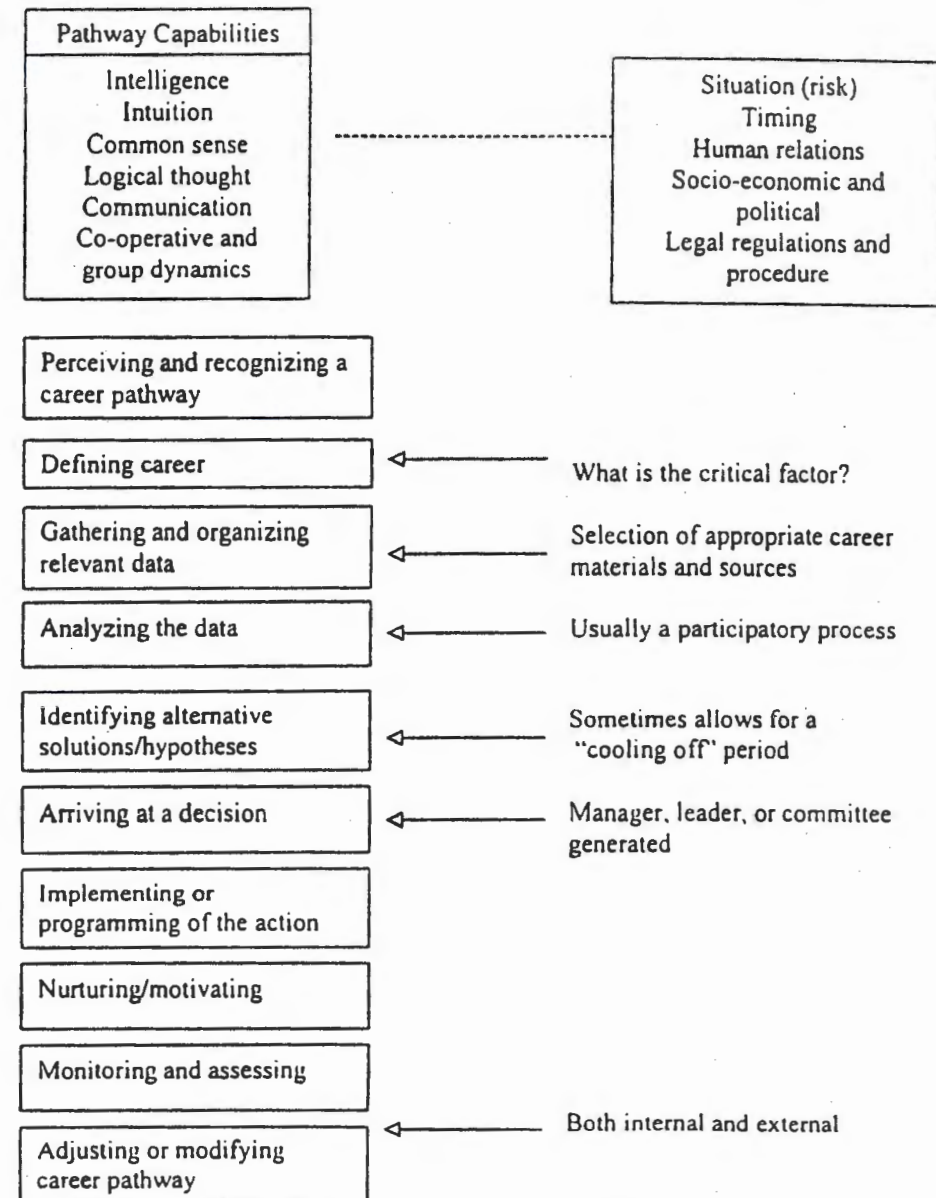 Pathway Capabilities
Intelligence
Intuition
Common sense
Logical thought
Communication
Co-operative and
group dynamics
Situation (risk)
Timing
Human relations
Socio-economic and
political
Legal regulations and
procedure
Perceiving and recognizing a
career pathway
Defining career
What is the critical factor?
Gathering and organizing
relevant data
Selection of appropriate career
materials and sources
Analyzing the data
Usually a participatory process
Identifying alternative
solutions/hypotheses
Sometimes allows for a
"cooling off" period
Arriving at a decision
Manager, leader, or committee
generated
Implementing or
programming of the action
Nurturing/motivating
Monitoring and assessing
Both internal and external
Adjusting or modifying
career pathway